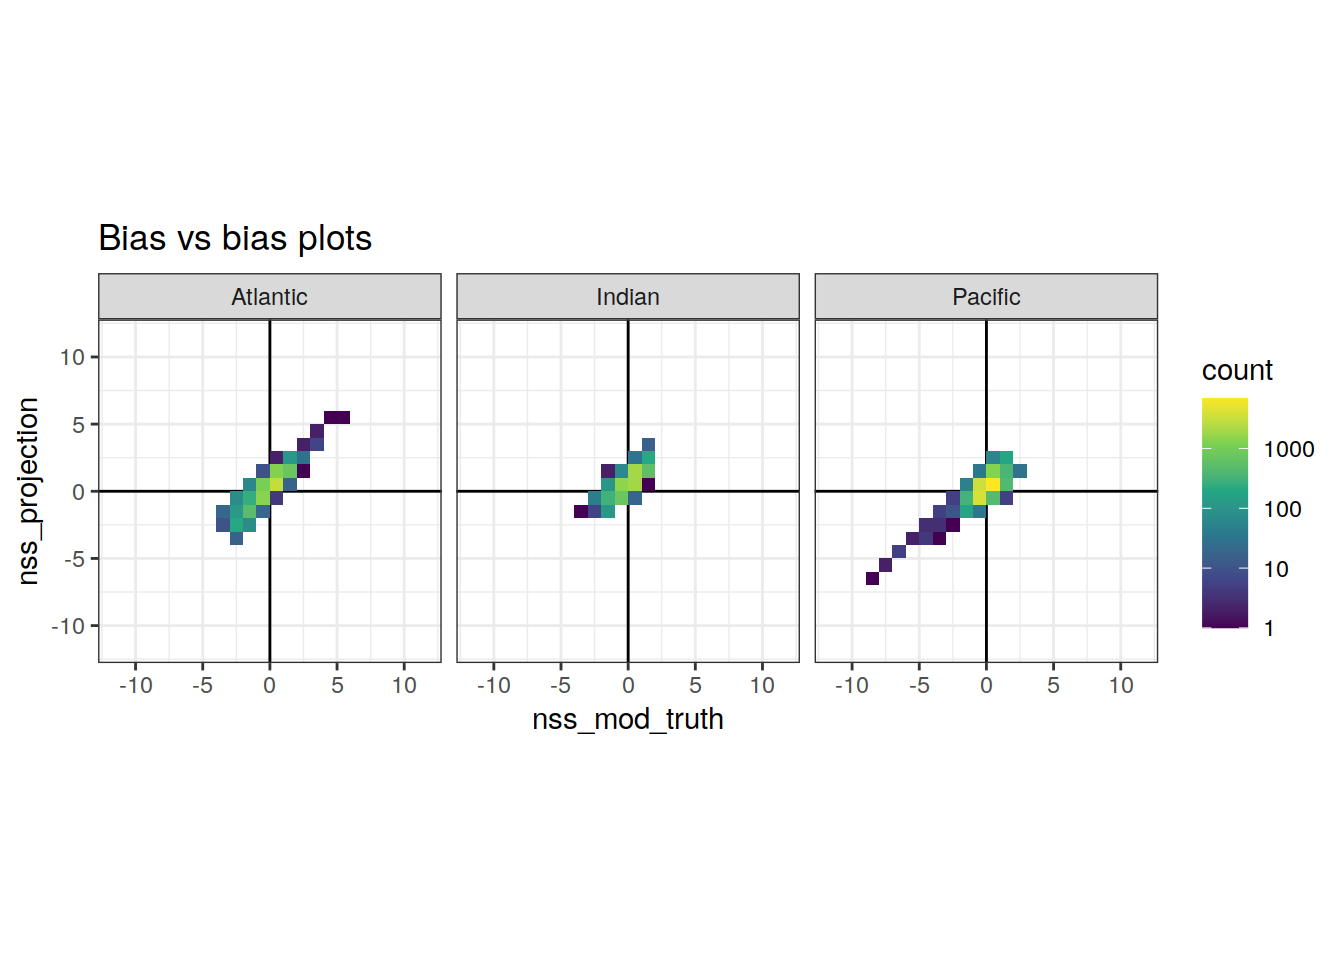 Bias vs bias plots
Atlantic Indian Pacific
10
5
0
-5
-10
nss_projection
-10 -5 0 5 10 -10 -5 0 5 10 -10 -5 0 5 10
nss_mod_truth
count
1000
100
10
1